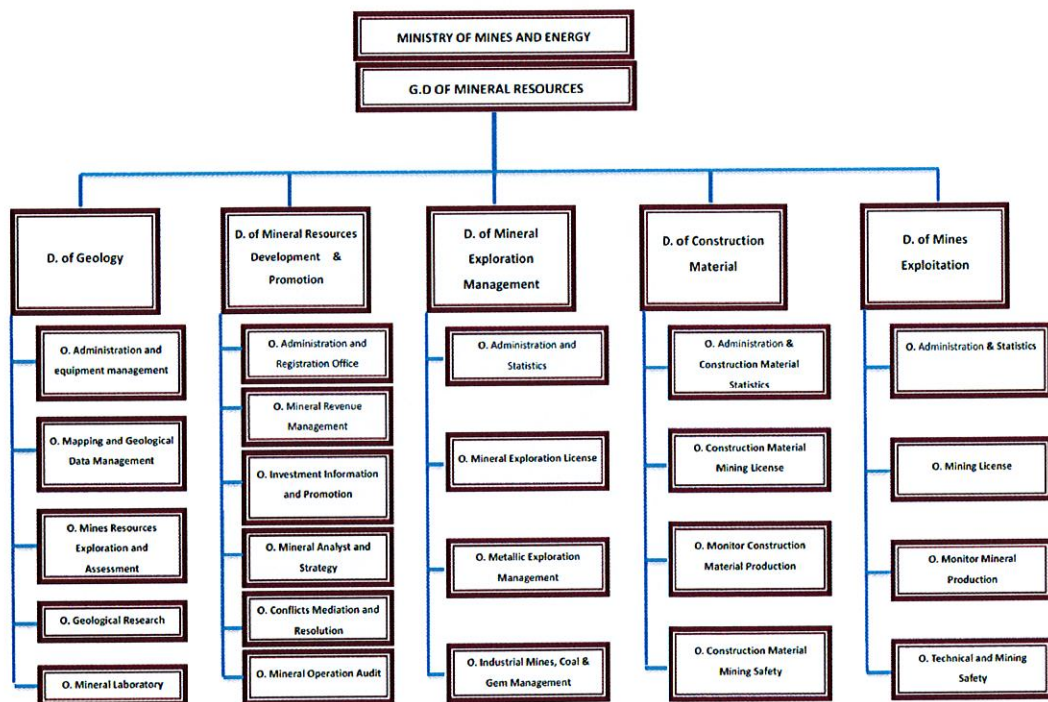 MINISTRY OF MINES AND ENERGY
G.D OF MINERAL RESOURCES
D. of Geology
O. Administration and
equipment management
O. Mapping and Geological
Data Management
O. Mines Resources
Exploration and
Assessment
O. Geological Research
O. Mineral Laboratory
D. of Mineral Resources
Development &
Promotion
O. Administration and
Registration Office
O. Mineral Revenue
Management
O. Investment Information
and Promotion
O. Mineral Analyst and
Strategy
O. Conflicts Mediation and
Resolution
O. Mineral Operation Audit
D. of Mineral
Exploration
Management
O. Administration and
Statistics
O. Mineral Exploration License
O. Metallic Exploration
Management
O. Industrial Mines, Coal &
Gem Management
D. of Construction
Material
O. Administration &
Construction Material
Statistics
O. Construction Material
Mining License
O. Monitor Construction
Material Production
O. Construction Material
Mining Safety
D. of Mines
Exploitation
O. Administration & Statistics
O. Mining License
O. Monitor Mineral
Production
O. Technical and Mining
Safety